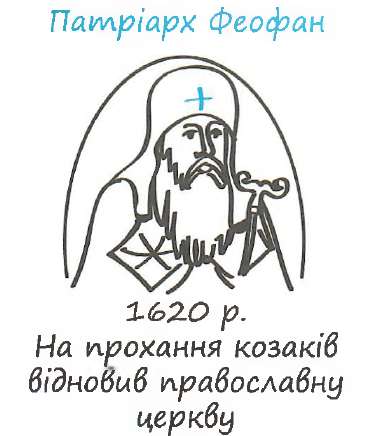 Патріарх Феофан
1620 р.
На прохання козаків
відновив православну
церкву